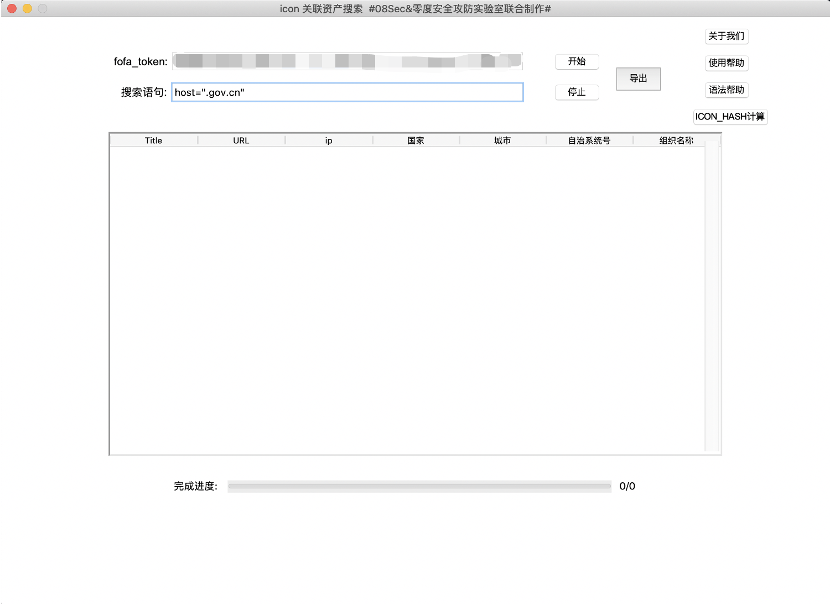 icon 关联资产搜索 #08Sec&零度安全攻防实验室联合制作#
关于我们
fofa_token:
开始
使用帮助
导出
搜索语句:
host=".gov.cn"
停止
语法帮助
ICON_HASH计算
Title URL ip 国家 城市 自治系统号 组织名称
完成进度:
0/0